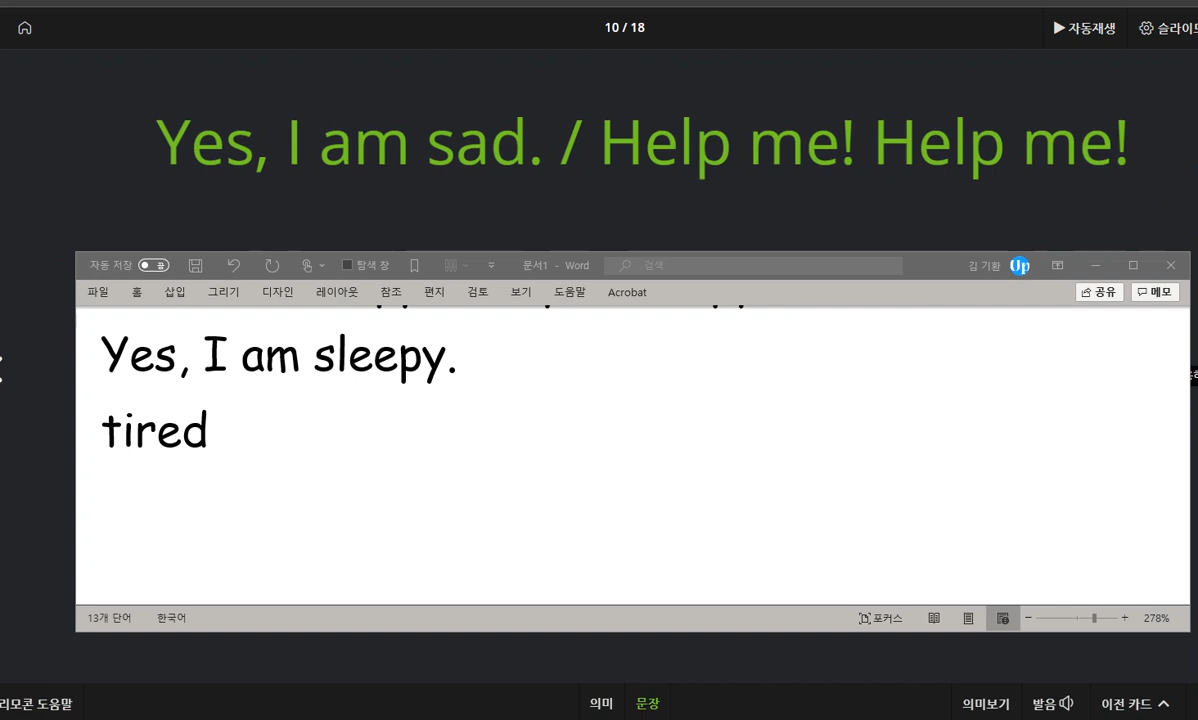 10 / 18
▶ 자동재생
슬라이드
Yes, I am sad. / Help me! Help me!
자동 저장 끔
탐색 창
문서1 - Word
검색
김 기환
Up
파일 홈 삽입 그리기 디자인 레이아웃 참조 편지 검토 보기 도움말 Acrobat
공유 메모
Yes, I am sleepy.
tired
13개 단어 한국어
포커스
278%
리모콘 도움말
의미 문장
의미보기 발음 이전 카드